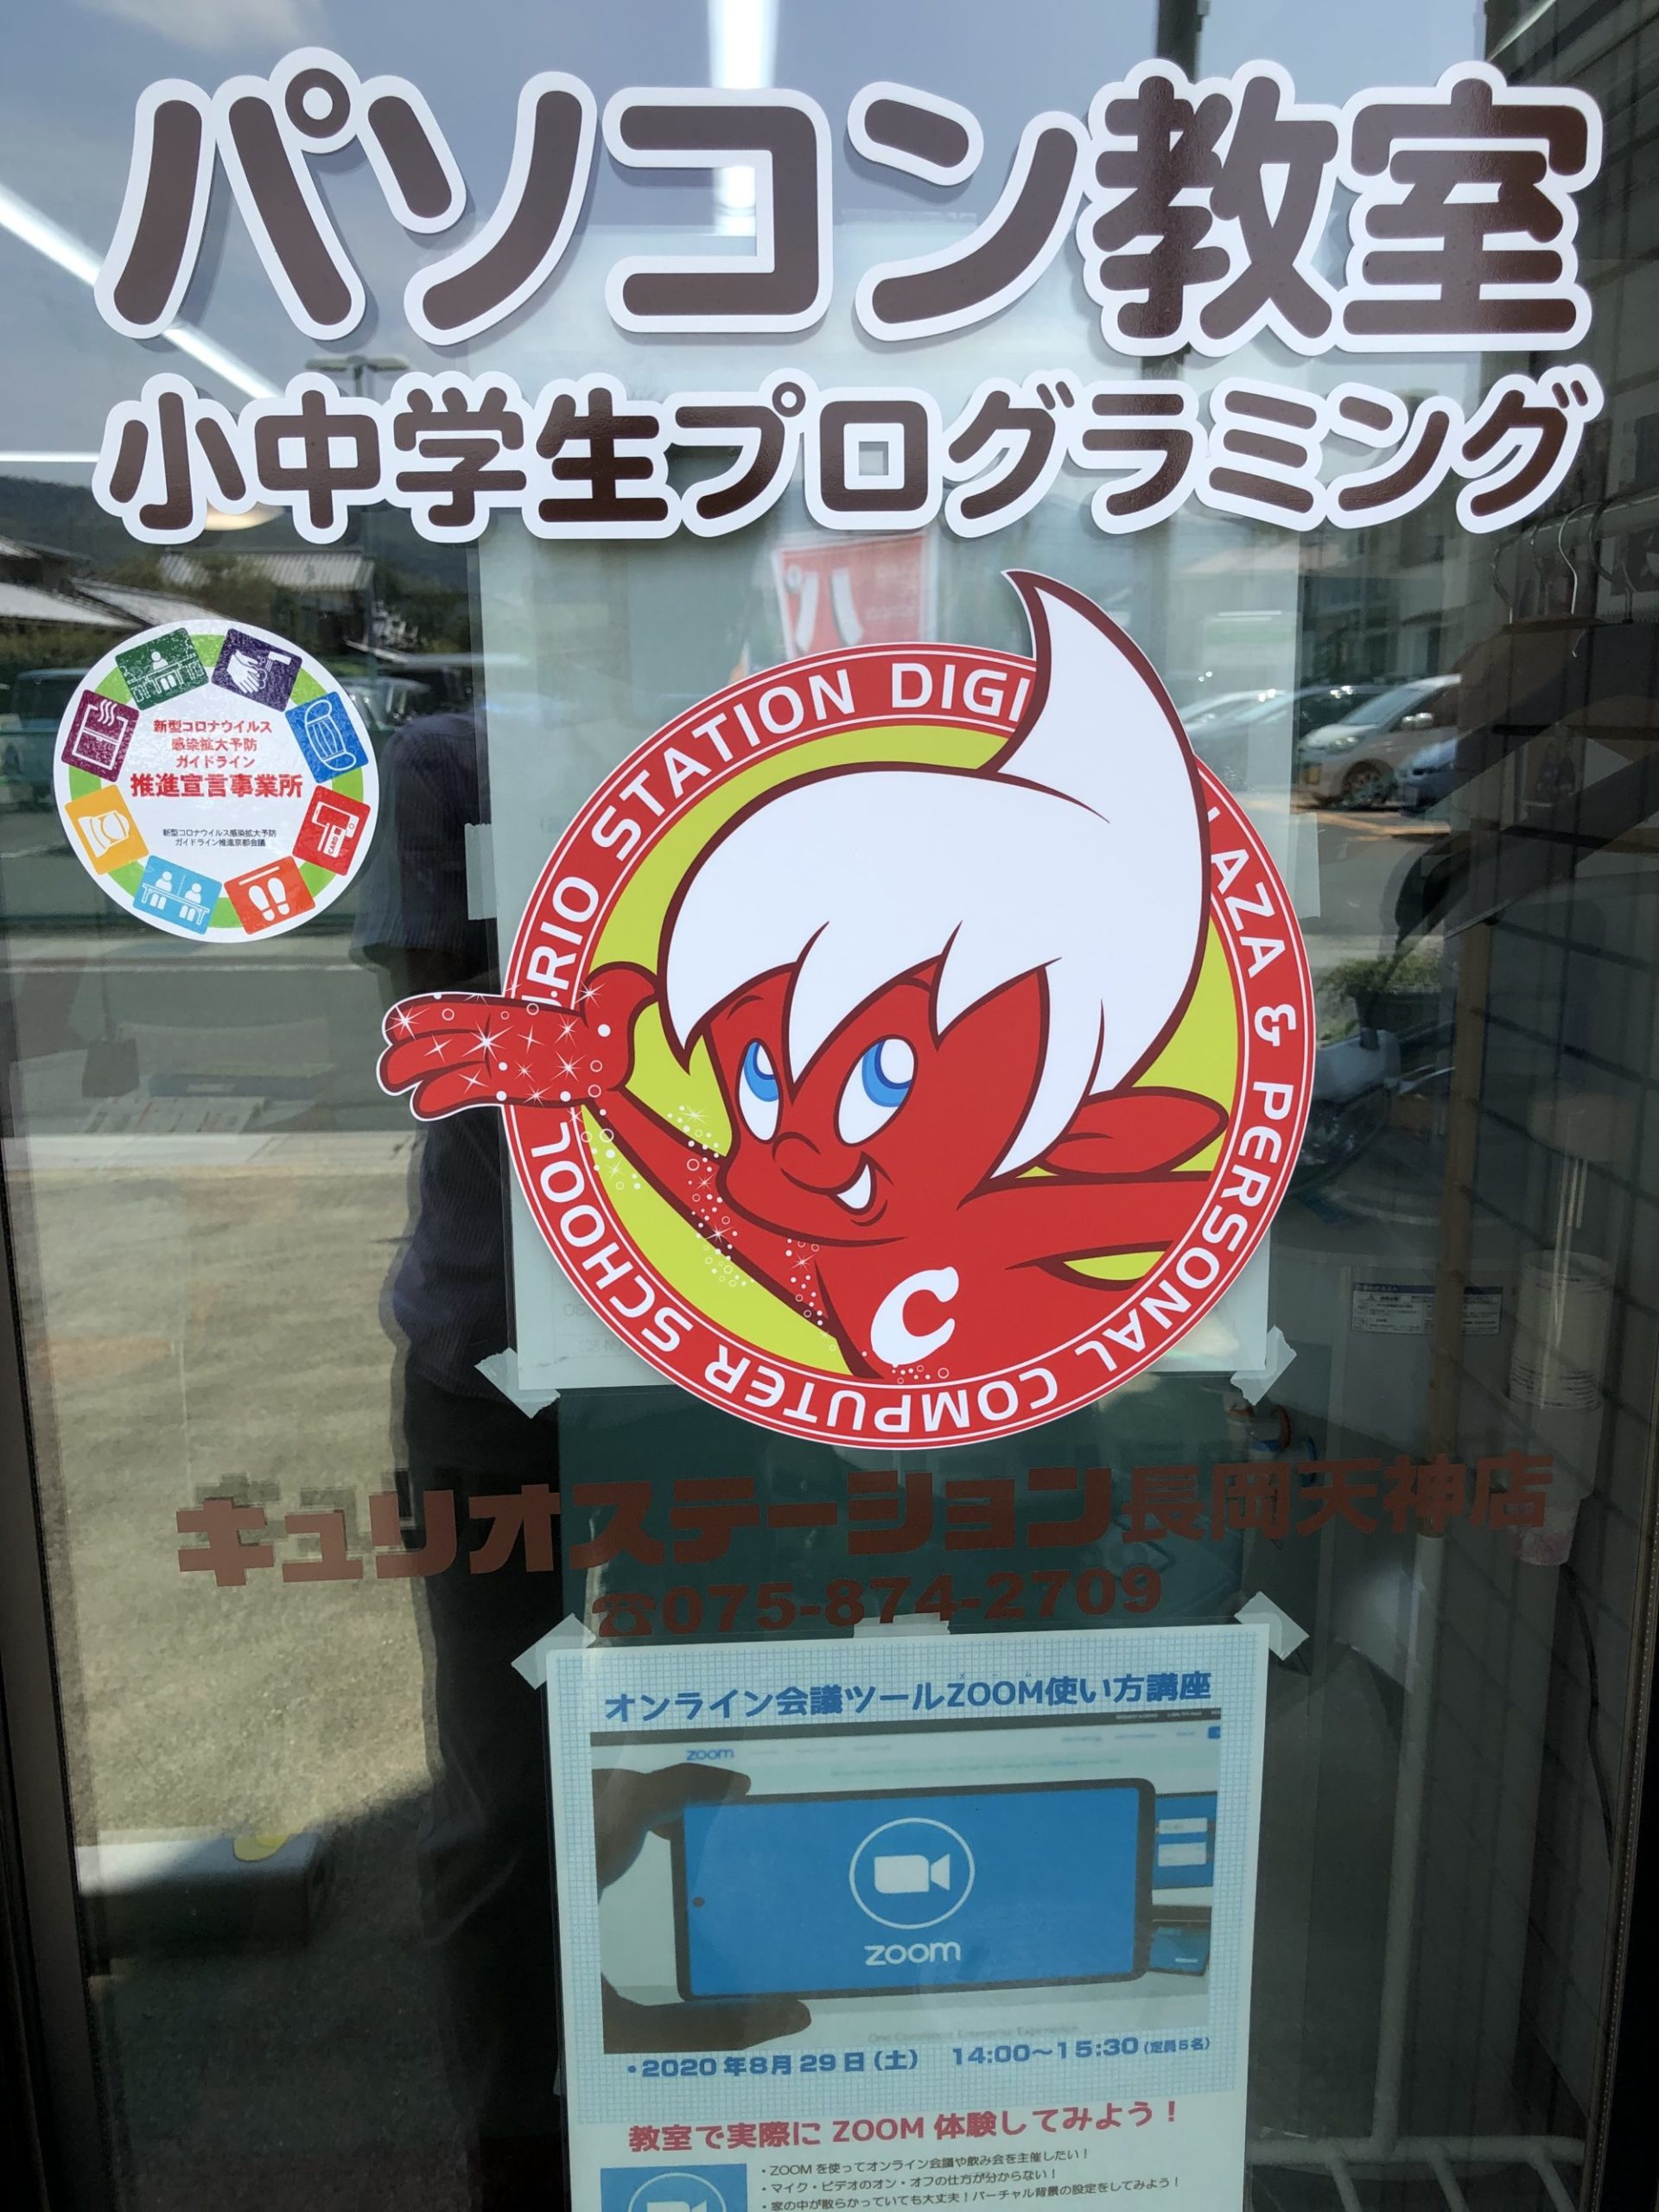 パソコン教室
小中学生プログラミング
新型コロナウイルス
感染拡大予防
ガイドライン
推進宣言事業所
新型コロナウイルス感染拡大予防
ガイドライン推進京都会議
CARD
URIO STATION DIGI
LAZA & PERSONAL COMPUTER SCHOOL
C
キュリオステーション長岡天神店
☎075-874-2709
オンライン会議ツールZOOM使い方講座
zoom
zoom
・2020年8月29日(土) 14:00～15:30(定員5名)
教室で実際に ZOOM 体験してみよう！
・ZOOMを使ってオンライン会議や飲み会を主催したい！
・マイク・ビデオのオン・オフの仕方が分からない！
・家の中が散らかっていても大丈夫！バーチャル背景の設定をしてみよう！